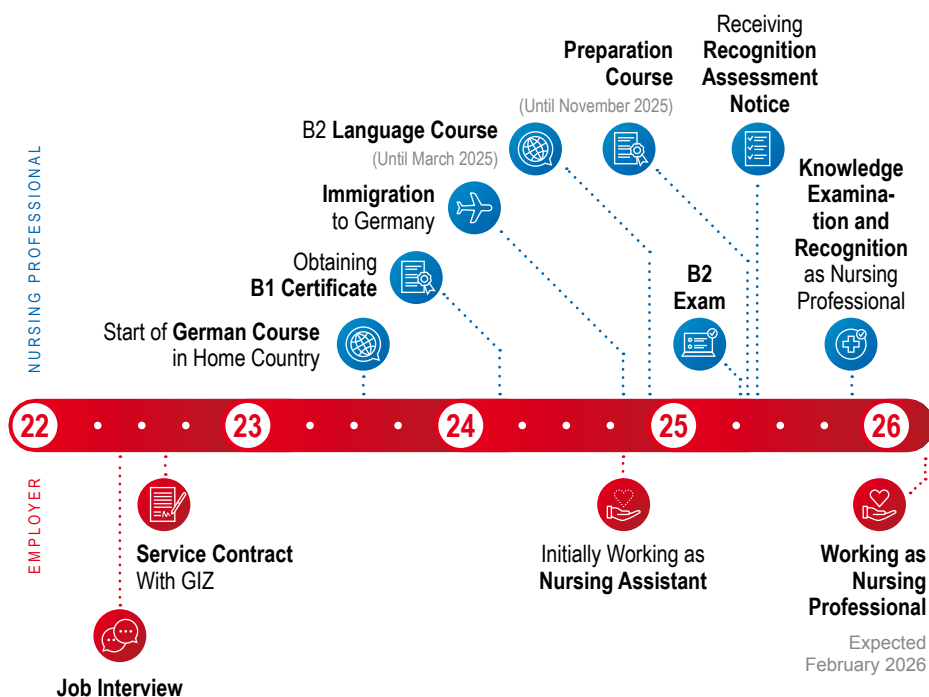 NURSING PROFESSIONAL
Receiving
Recognition
Assessment
Notice
Preparation
Course
(Until November 2025)
B2 Language Course
(Until March 2025)
Immigration
to Germany
Obtaining
B1 Certificate
Start of German Course
in Home Country
B2
Exam
Knowledge
Examina-
tion and
Recognition
as Nursing
Professional
22
23
24
25
26
EMPLOYER
Service Contract
With GIZ
Job Interview
Initially Working as
Nursing Assistant
Working as
Nursing
Professional
Expected
February 2026